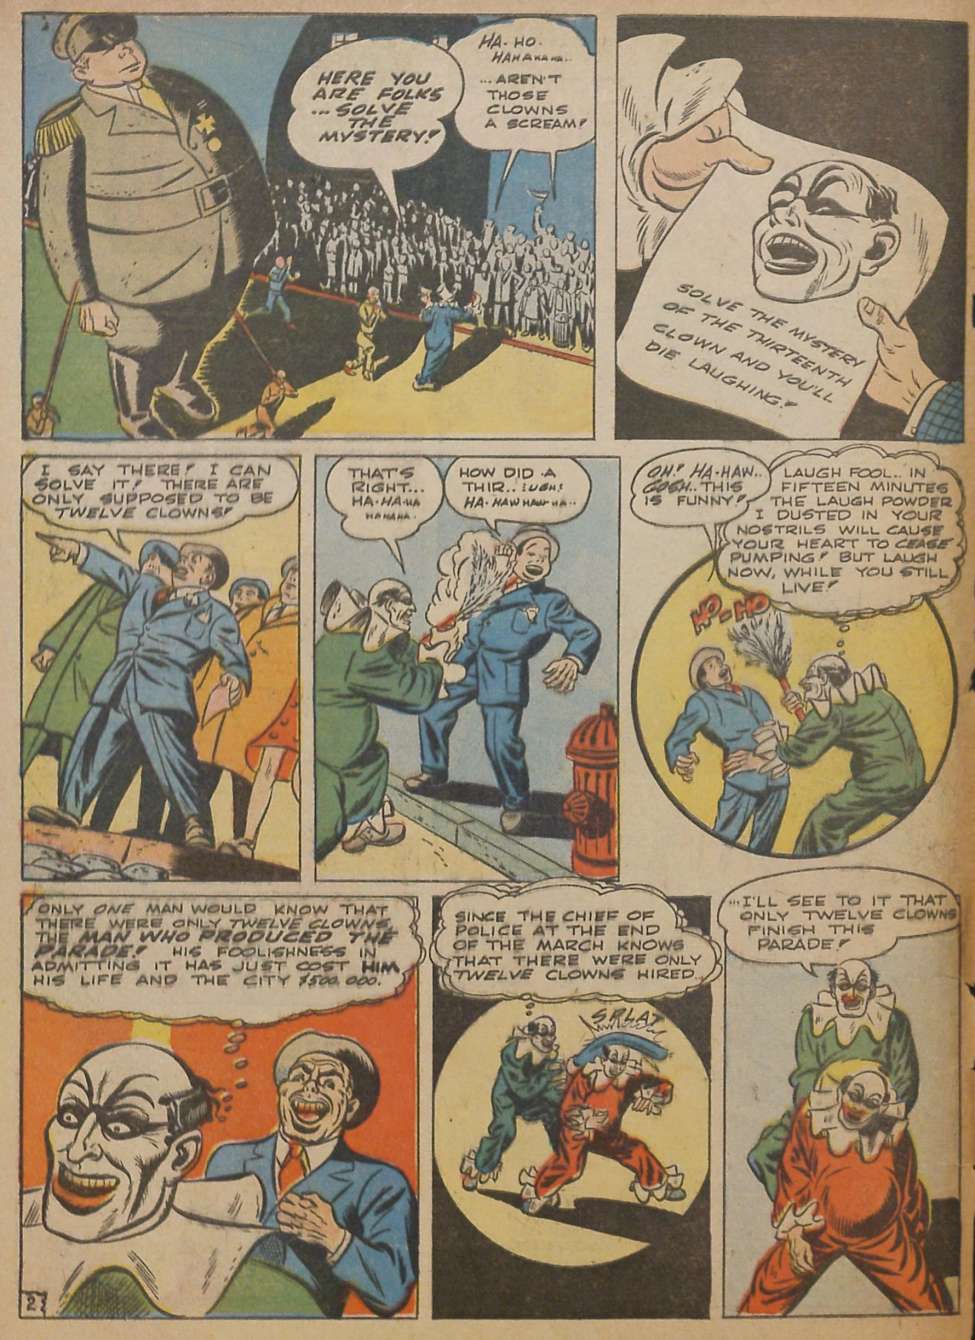 HERE YOU
ARE FOLKS
...SOLVE
THE
MYSTERY!
HA-HO-
HAHAHAHA..
...AREN'T
THOSE
CLOWNS
A SCREAM!
SOLVE THE MYSTERY
OF THE THIRTEENTH
CLOWN AND YOU'LL
DIE LAUGHING!
I SAY THERE! I CAN
SOLVE IT! THERE ARE
ONLY SUPPOSED TO BE
TWELVE CLOWNS!
THAT'S
RIGHT...
HA-HA-HA
HAHAHA..
HOW DID A
THIR..:UGH!
HA-HAWHAWHA..
OH! HA-HAW..
GOSH..THIS
IS FUNNY!
LAUGH FOOL.. IN
FIFTEEN MINUTES
THE LAUGH POWDER
I DUSTED IN YOUR
NOSTRILS WILL CAUSE
YOUR HEART TO CEASE
PUMPING! BUT LAUGH
NOW, WHILE YOU STILL
LIVE!
HO-HO
ONLY ONE MAN WOULD KNOW THAT
THERE WERE ONLY TWELVE CLOWNS,
THE MAN WHO PRODUCED THE
PARADE! HIS FOOLISHNESS IN
ADMITTING IT HAS JUST COST HIM
HIS LIFE AND THE CITY $500,000.
SINCE THE CHIEF OF
POLICE AT THE END
OF THE MARCH KNOWS
THAT THERE WERE ONLY
TWELVE CLOWNS HIRED...
SPLAT
...I'LL SEE TO IT THAT
ONLY TWELVE CLOWNS
FINISH THIS
PARADE!
2